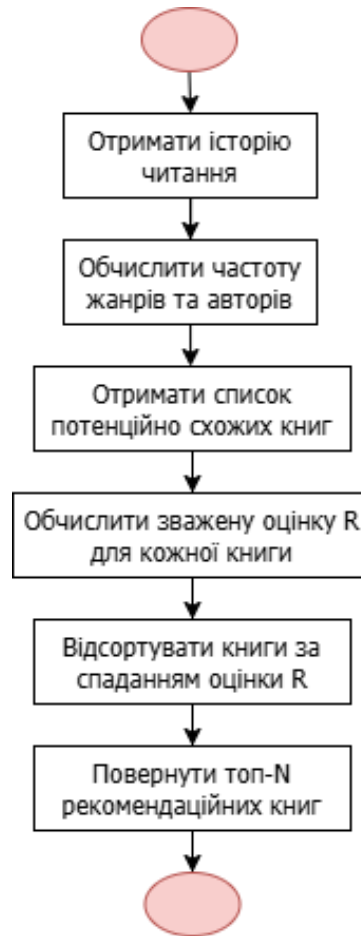 Отримати історію
читання
Обчислити частоту
жанрів та авторів
Отримати список
потенційно схожих книг
Обчислити зважену оцінку R
для кожної книги
Відсортувати книги за
спаданням оцінки R
Повернути топ-N
рекомендаційних книг